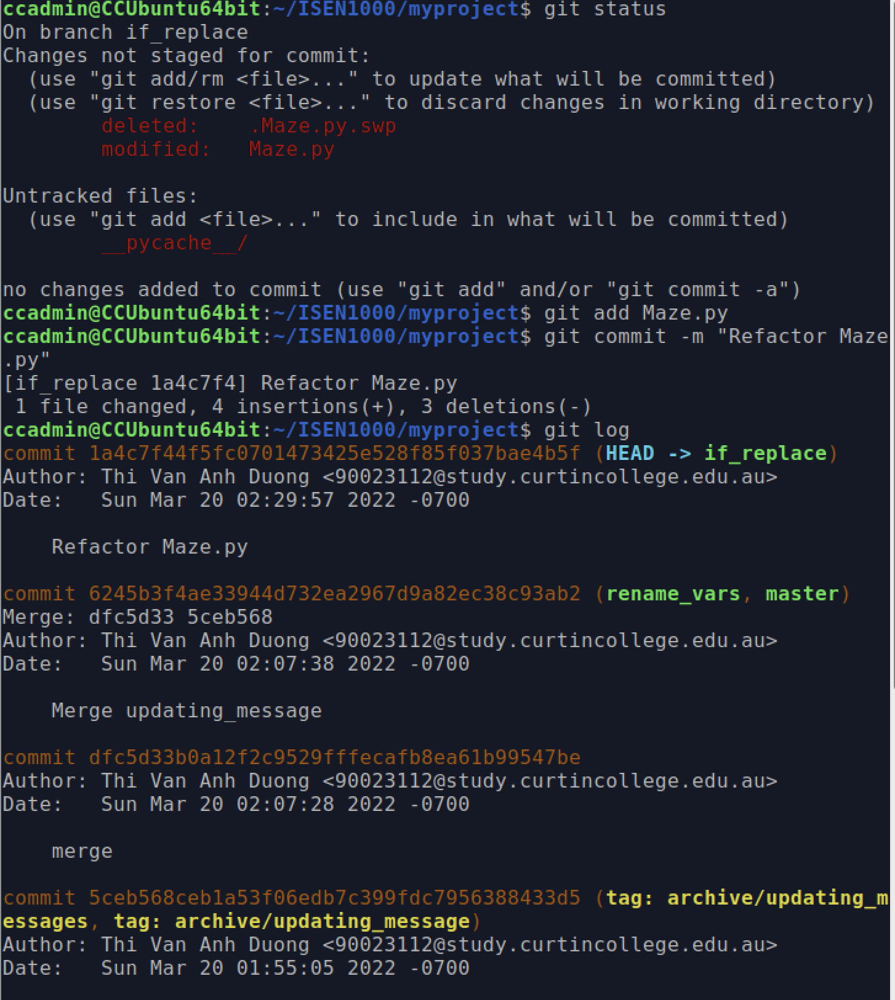 ccadmin@CCUbuntu64bit:~/ISEN1000/myproject$ git status
On branch if_replace
Changes not staged for commit:
  (use "git add/rm <file>..." to update what will be committed)
  (use "git restore <file>..." to discard changes in working directory)
        deleted:    .Maze.py.swp
        modified:   Maze.py

Untracked files:
  (use "git add <file>..." to include in what will be committed)
        __pycache__/

no changes added to commit (use "git add" and/or "git commit -a")
ccadmin@CCUbuntu64bit:~/ISEN1000/myproject$ git add Maze.py
ccadmin@CCUbuntu64bit:~/ISEN1000/myproject$ git commit -m "Refactor Maze
.py"
[if_replace 1a4c7f4] Refactor Maze.py
 1 file changed, 4 insertions(+), 3 deletions(-)
ccadmin@CCUbuntu64bit:~/ISEN1000/myproject$ git log
commit 1a4c7f44f5fc0701473425e528f85f037bae4b5f (HEAD -> if_replace)
Author: Thi Van Anh Duong <90023112@study.curtincollege.edu.au>
Date:   Sun Mar 20 02:29:57 2022 -0700

    Refactor Maze.py

commit 6245b3f4ae33944d732ea2967d9a82ec38c93ab2 (rename_vars, master)
Merge: dfc5d33 5ceb568
Author: Thi Van Anh Duong <90023112@study.curtincollege.edu.au>
Date:   Sun Mar 20 02:07:38 2022 -0700

    Merge updating_message

commit dfc5d33b0a12f2c9529fffecafb8ea61b99547be
Author: Thi Van Anh Duong <90023112@study.curtincollege.edu.au>
Date:   Sun Mar 20 02:07:28 2022 -0700

    merge

commit 5ceb568ceb1a53f06edb7c399fdc7956388433d5 (tag: archive/updating_m
essages, tag: archive/updating_message)
Author: Thi Van Anh Duong <90023112@study.curtincollege.edu.au>
Date:   Sun Mar 20 01:55:05 2022 -0700